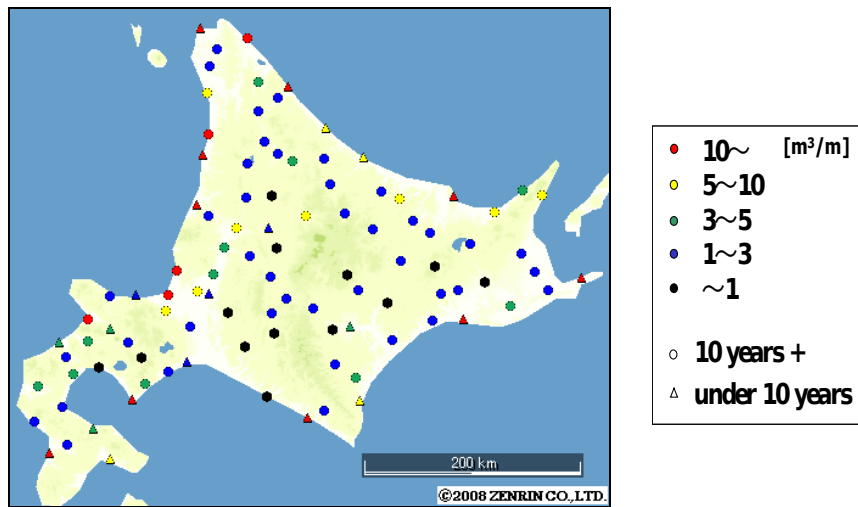 10～ [m³/m]
5～10
3～5
1～3
～1
10 years +
under 10 years
200 km
©2008 ZENRIN CO., LTD.